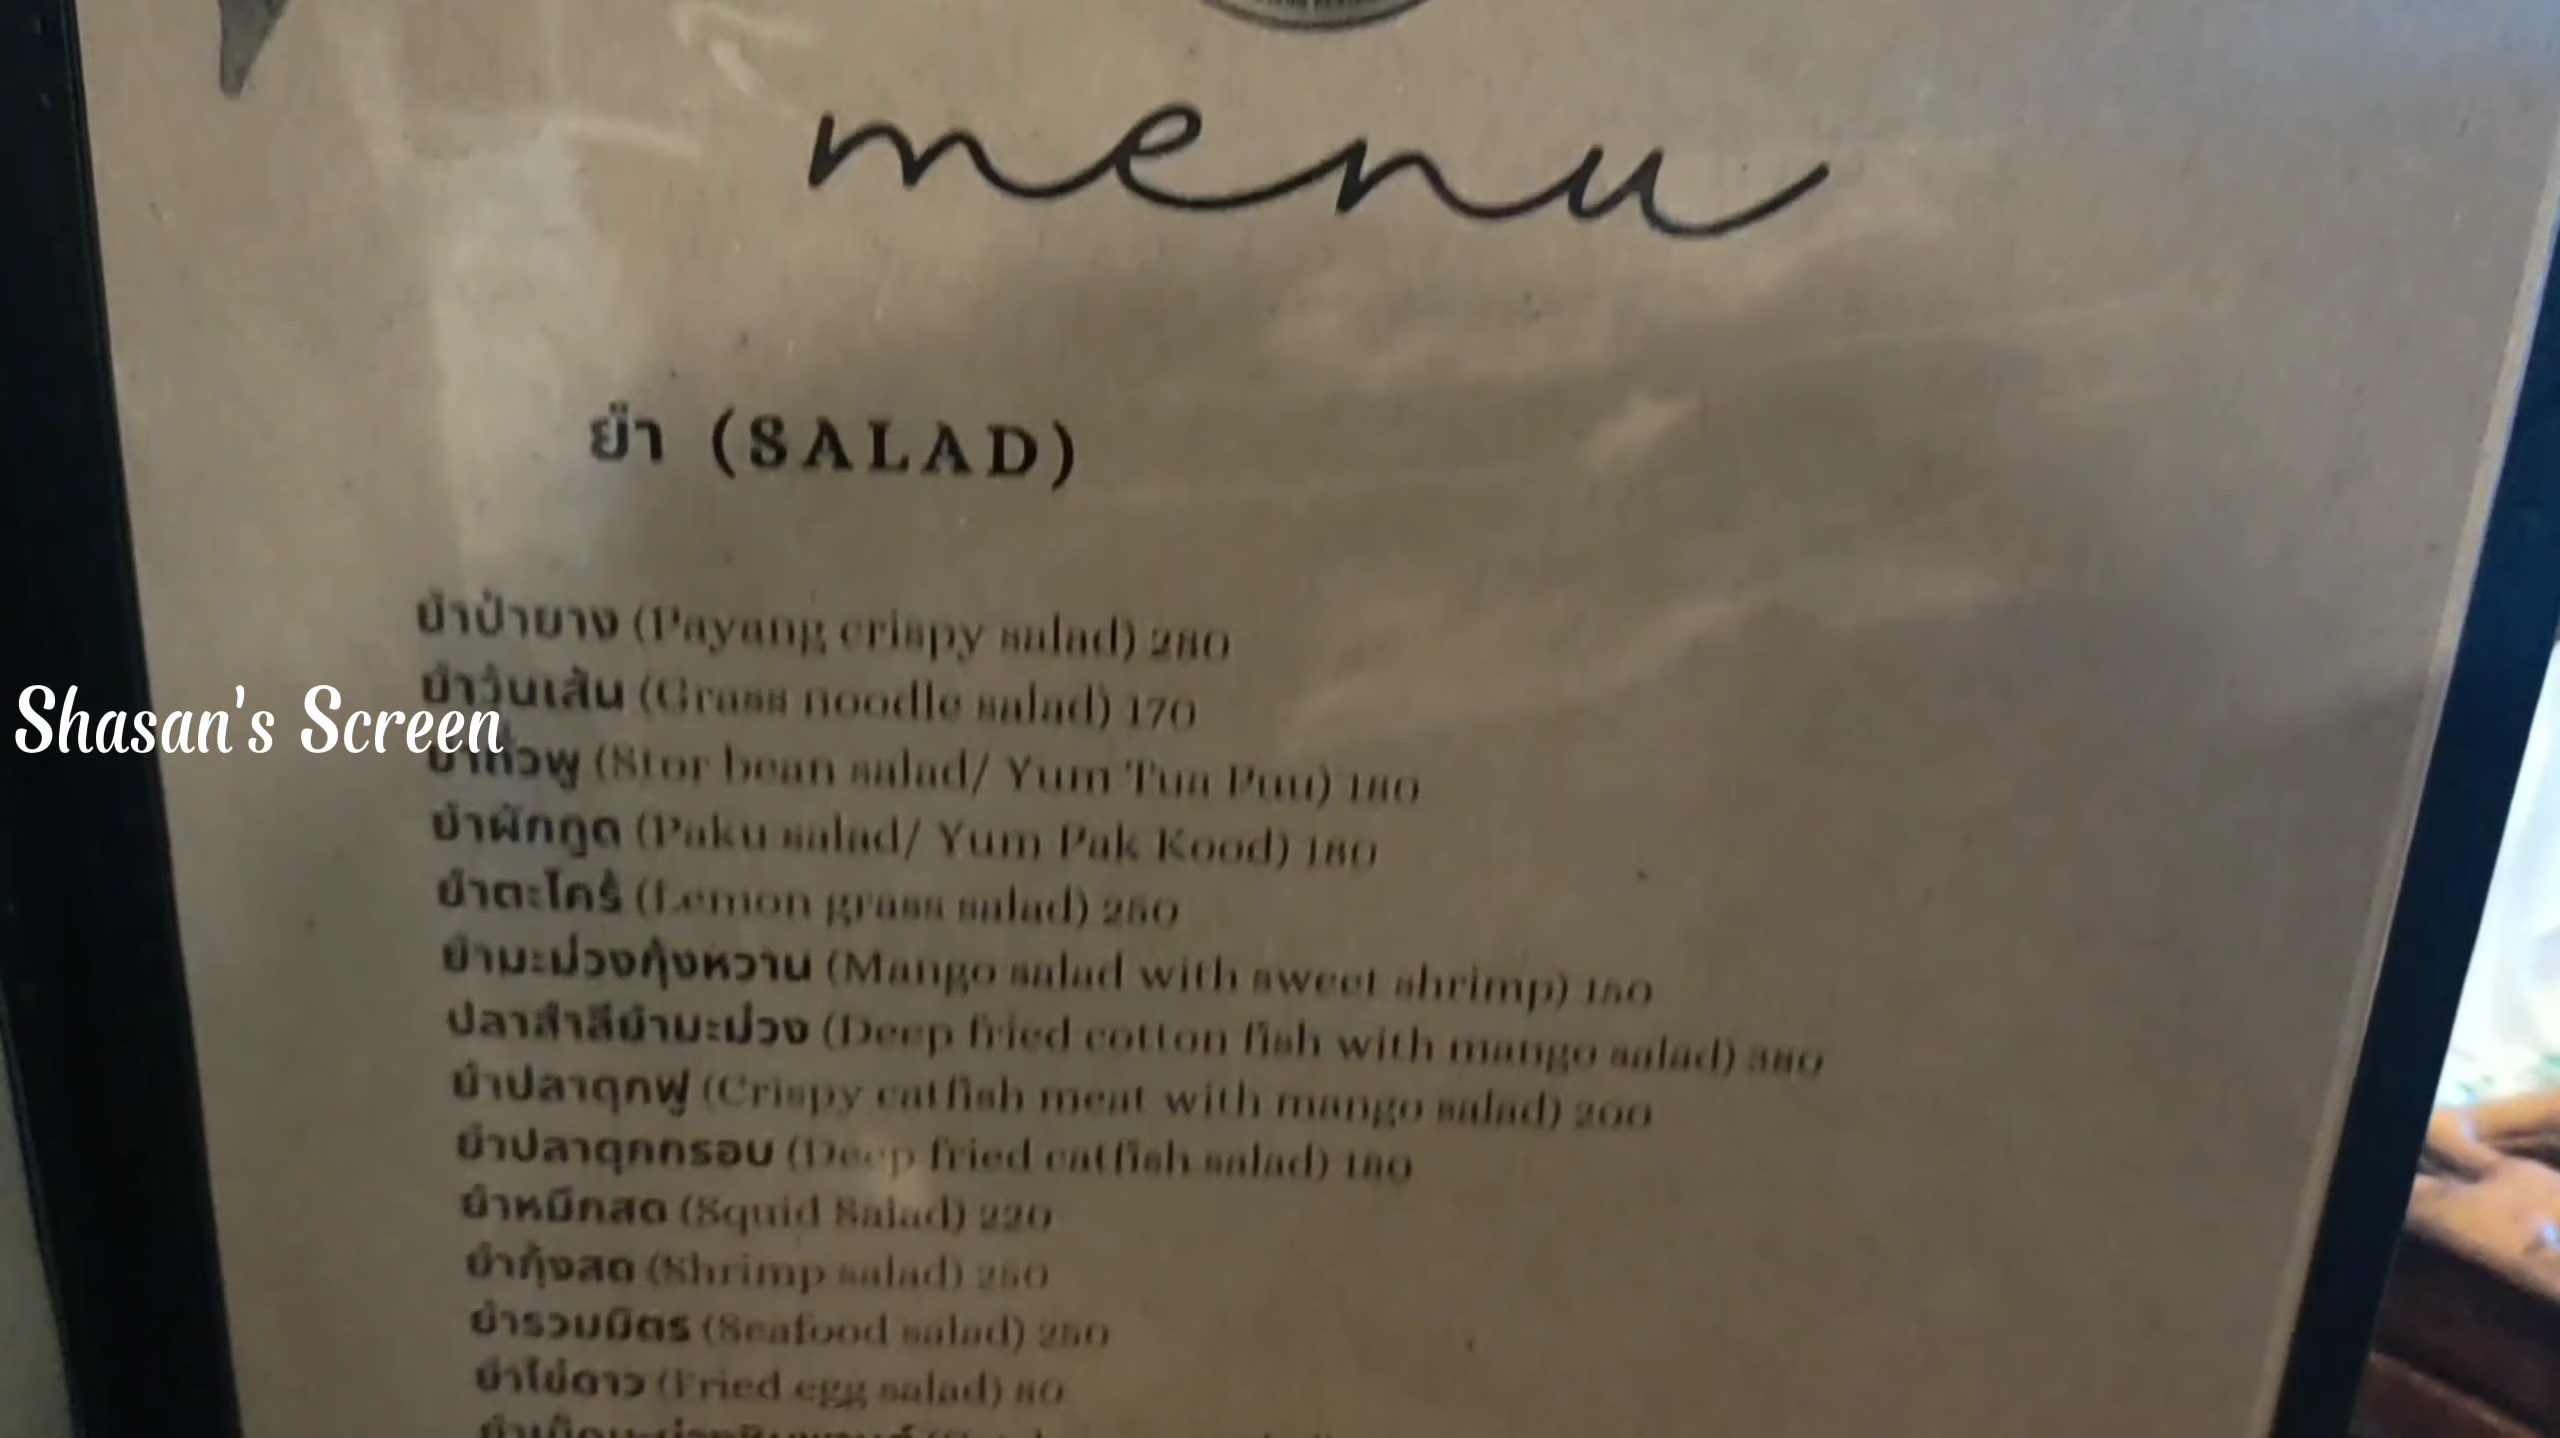 menu
ยำ (SALAD)
ยำป่ายาง (Payang crispy salad) 280
ยำวุ้นเส้น (Grass noodle salad) 170
Shasan's Screen
ยำถั่วพู (Stor bean salad/ Yum Tua Puu) 180
ยำผักกูด (Paku salad/ Yum Pak Kood) 180
ยำตะไคร้ (Lemon grass salad) 250
ยำมะม่วงกุ้งหวาน (Mango salad with sweet shrimp) 150
ปลาสำลียำมะม่วง (Deep fried cotton fish with mango salad) 380
ยำปลาดุกฟู (Crispy catfish meat with mango salad) 200
ยำปลาดุกกรอบ (Deep fried catfish salad) 180
ยำหมึกสด (Squid Salad) 220
ยำกุ้งสด (Shrimp salad) 250
ยำรวมมิตร (Seafood salad) 250
ยำไข่ดาว (Fried egg salad) 80